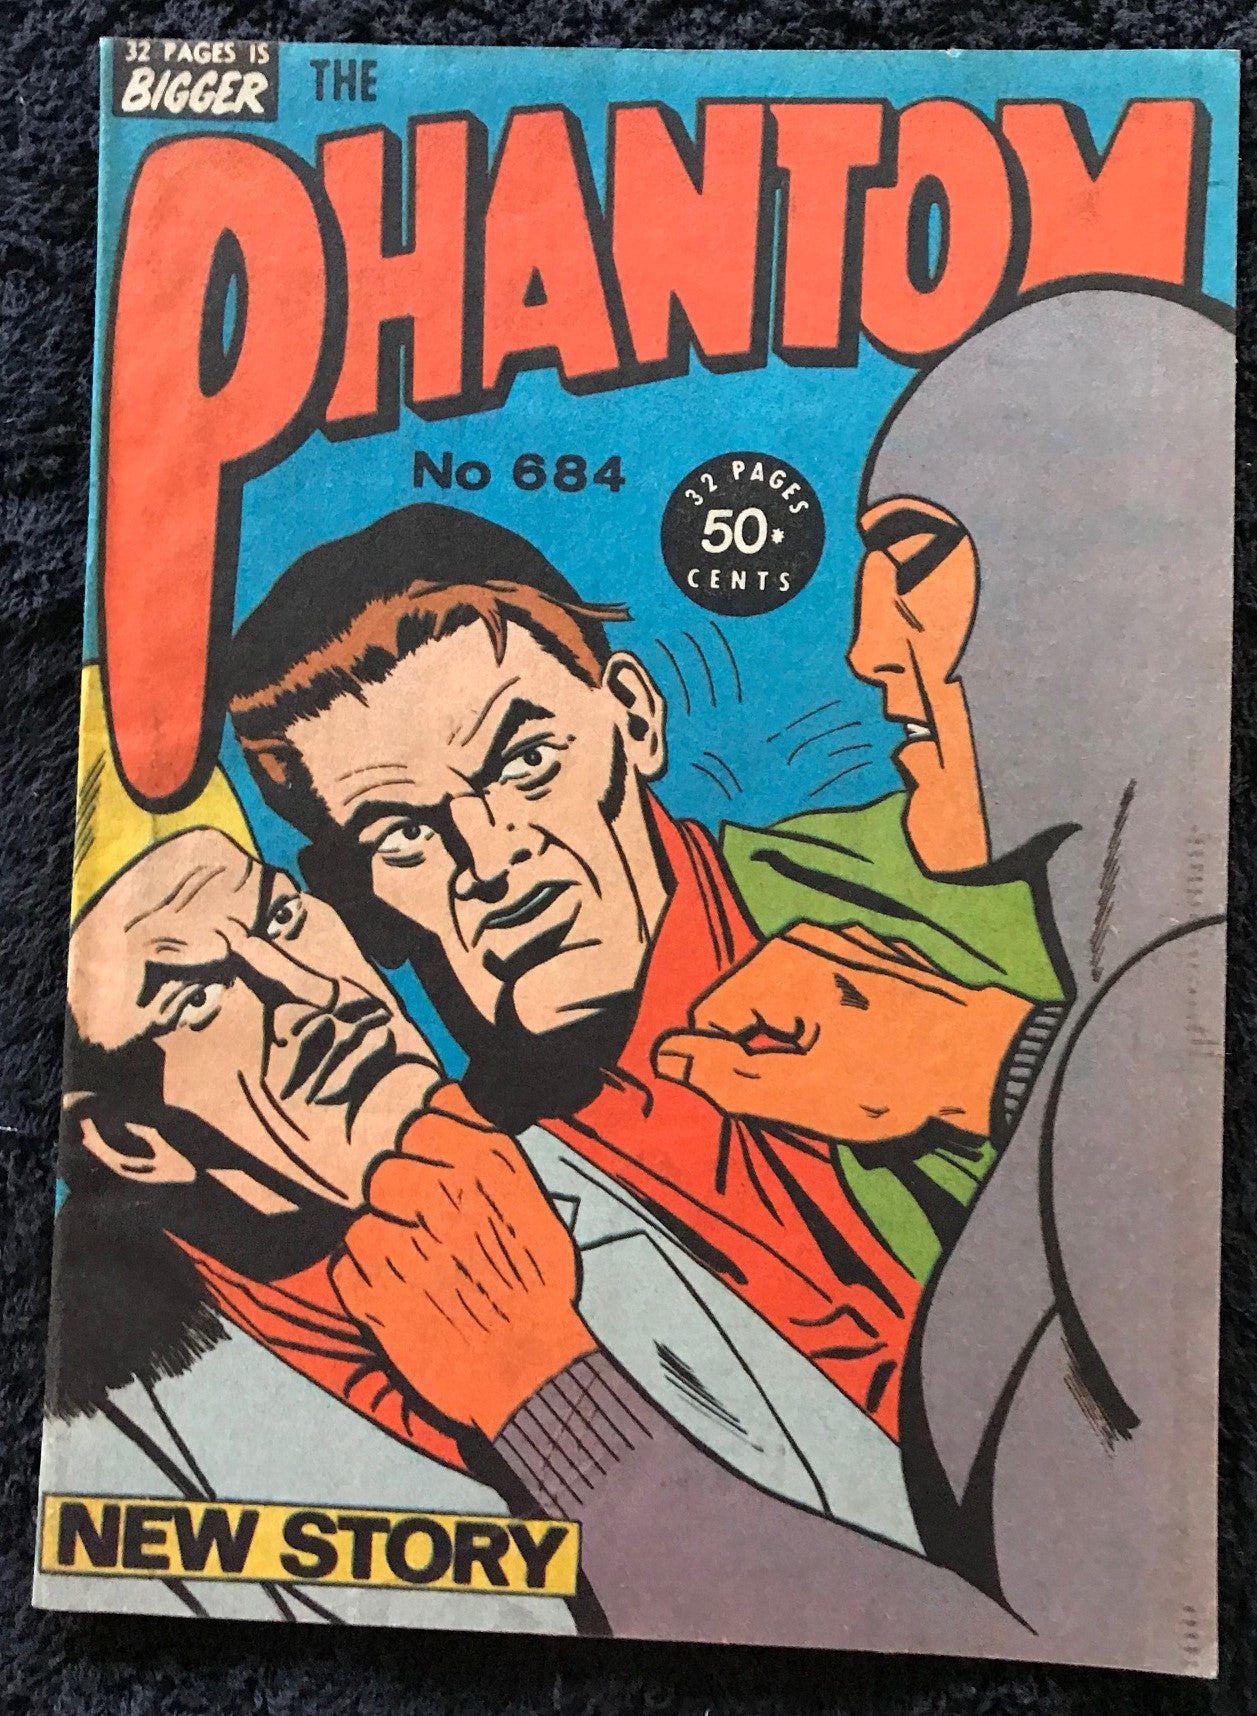 32 PAGES IS
BIGGER
THE
PHANTOM
No 684
32 PAGES
50*
CENTS
NEW STORY